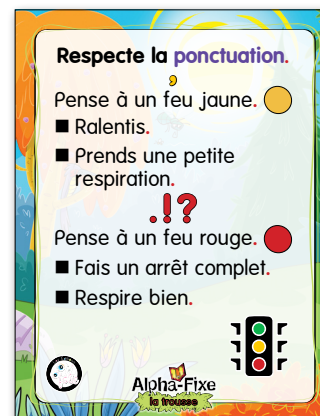 Respecte la ponctuation.
,
Pense à un feu jaune.
■ Ralentis.
■ Prends une petite
respiration.
.!?
Pense à un feu rouge.
■ Fais un arrêt complet.
■ Respire bien.
Alpha-Fixe
la trousse